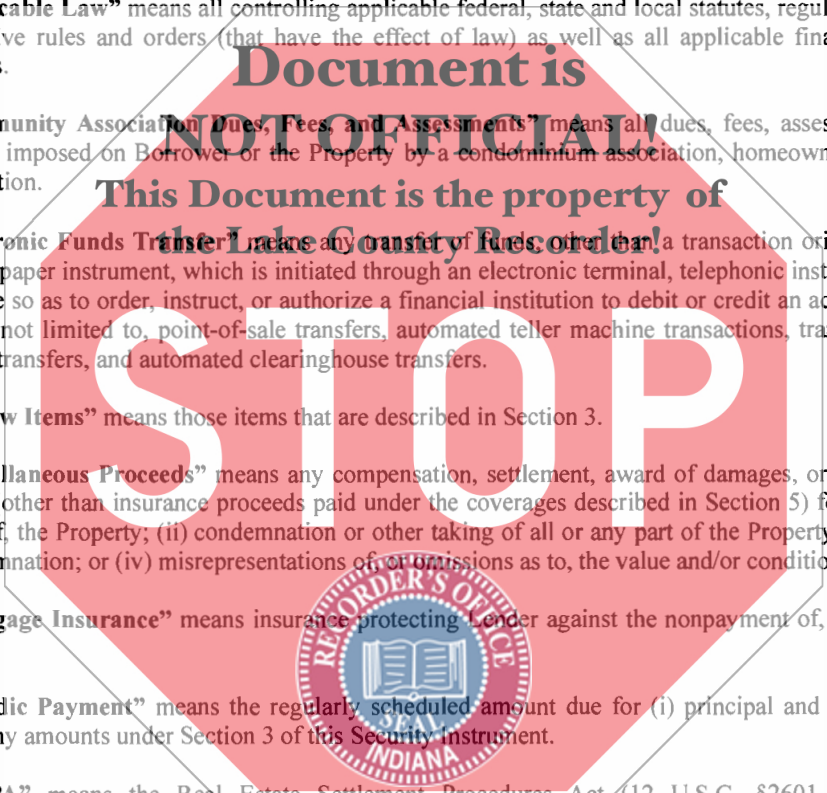 cable Law” means all controlling applicable federal, state and local statutes, regul
ve rules and orders (that have the effect of law) as well as all applicable fina
s.
Document is
NOT OFFICIAL!
munity Association Dues, Fees, and Assessments” means all dues, fees, asses
imposed on Borrower or the Property by a condominium association, homeown
tion.
This Document is the property of
the Lake County Recorder!
ronic Funds Transfer” means any transfer of funds, other than a transaction ori
paper instrument, which is initiated through an electronic terminal, telephonic inst
e so as to order, instruct, or authorize a financial institution to debit or credit an ac
not limited to, point-of-sale transfers, automated teller machine transactions, tra
transfers, and automated clearinghouse transfers.
STOP
w Items” means those items that are described in Section 3.
llaneous Proceeds” means any compensation, settlement, award of damages, or
other than insurance proceeds paid under the coverages described in Section 5) f
f, the Property; (ii) condemnation or other taking of all or any part of the Property
mnation; or (iv) misrepresentations of, or omissions as to, the value and/or conditio
RECORDER'S OFFICE
SEAL
INDIANA
gage Insurance” means insurance protecting Lender against the nonpayment of,
dic Payment” means the regularly scheduled amount due for (i) principal and
ny amounts under Section 3 of this Security Instrument.
A” means the Real Estate Settlement Procedures Act (12 U.S.C. §2601